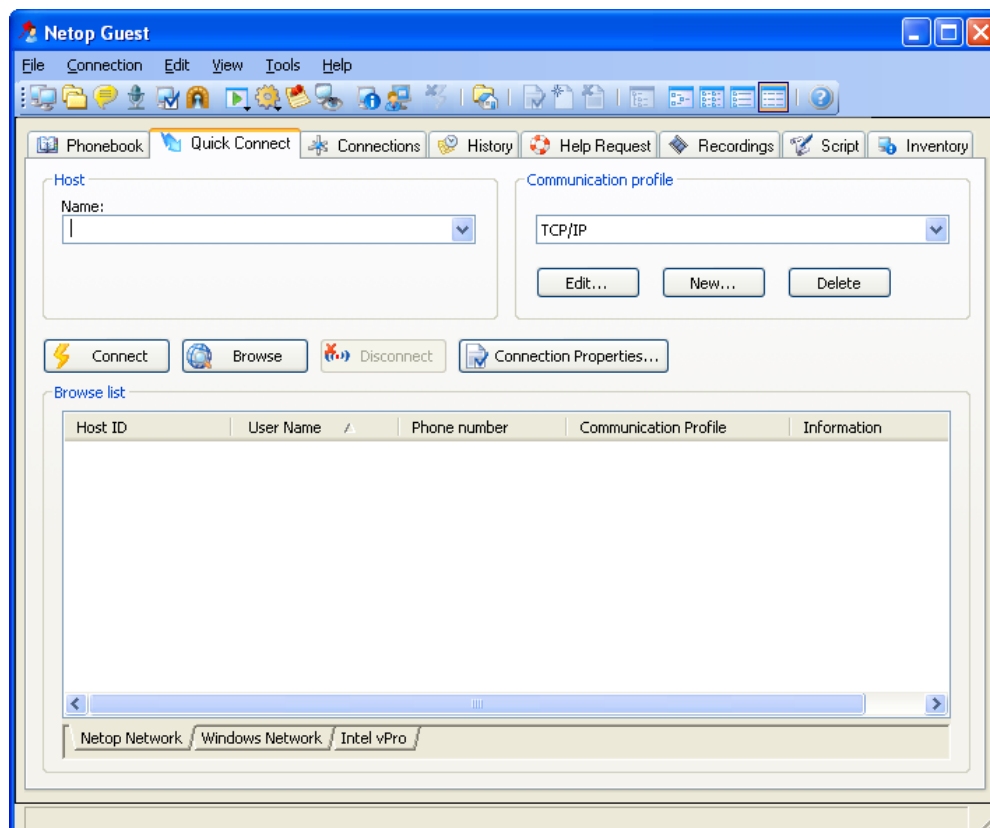 Netop Guest
File Connection Edit View Tools Help
Phonebook Quick Connect Connections History Help Request Recordings Script Inventory
Host Communication profile
Name:
TCP/IP
Edit... New... Delete
Connect Browse Disconnect Connection Properties...
Browse list
Host ID User Name Phone number Communication Profile Information
Netop Network Windows Network Intel vPro